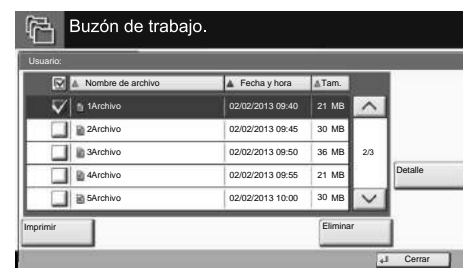 Buzón de trabajo.
Usuario:
Nombre de archivo Fecha y hora Tam.
1Archivo 02/02/2013 09:40 21 MB
2Archivo 02/02/2013 09:45 30 MB
3Archivo 02/02/2013 09:50 36 MB 2/3
4Archivo 02/02/2013 09:55 21 MB
Detalle
5Archivo 02/02/2013 10:00 30 MB
Imprimir Eliminar
Cerrar